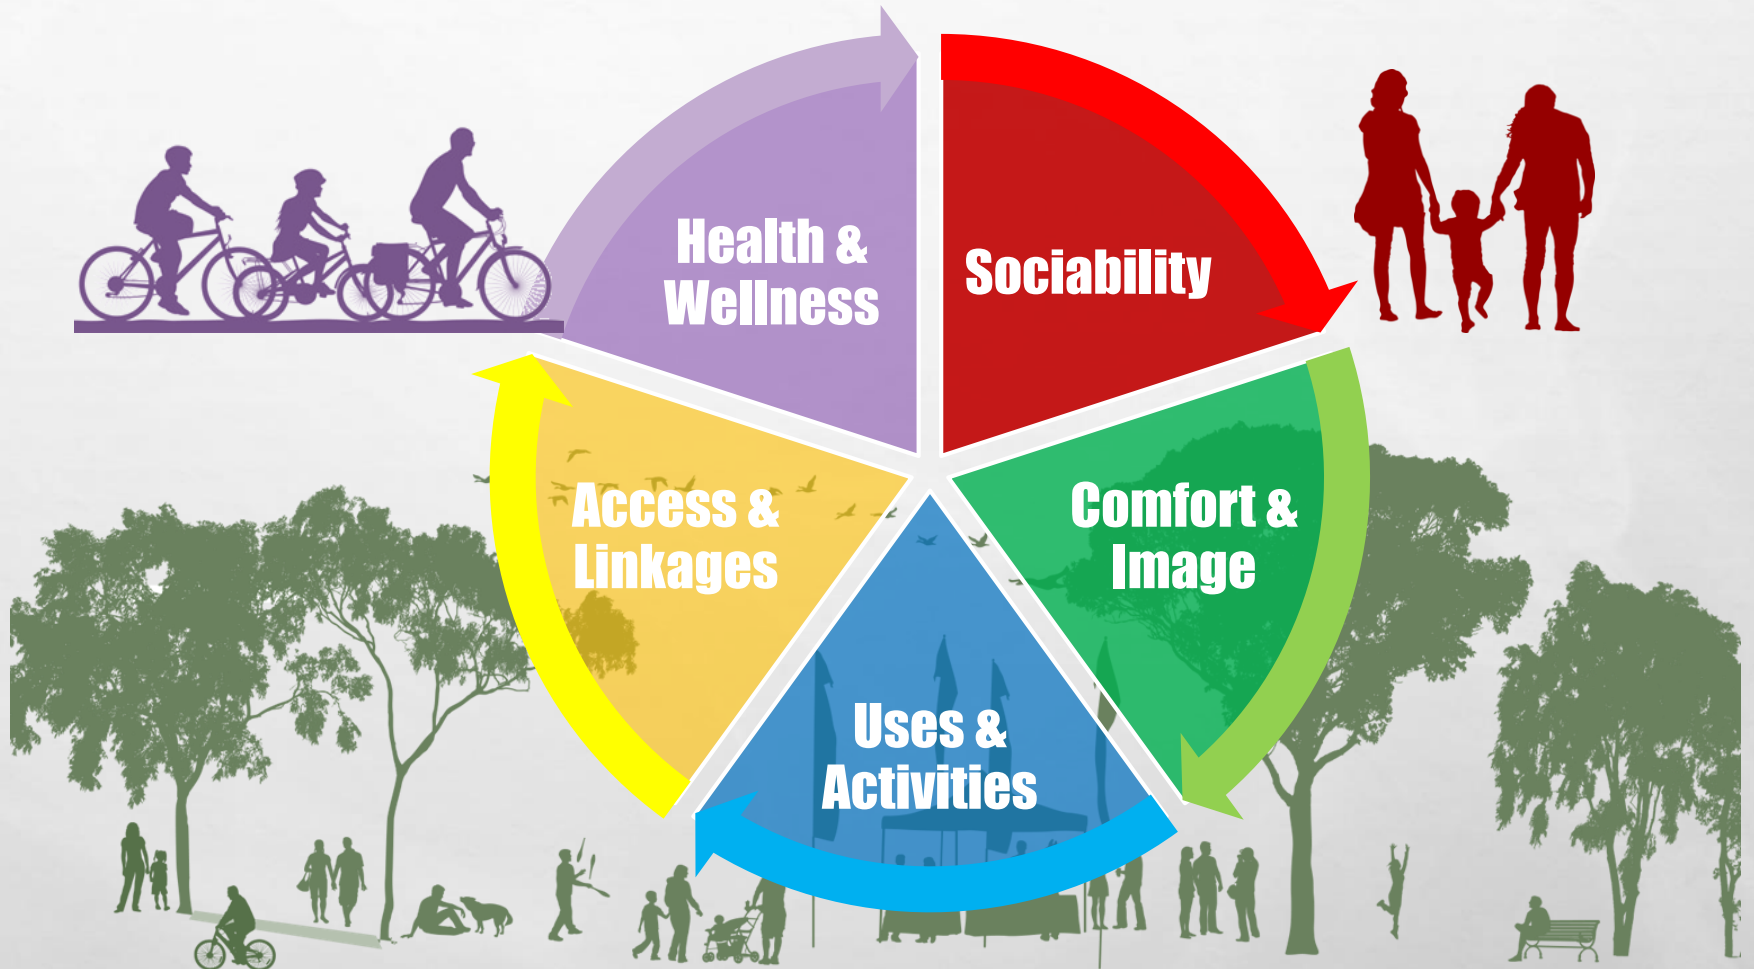 Health &
Wellness
Sociability
Access &
Linkages
Comfort &
Image
Uses &
Activities